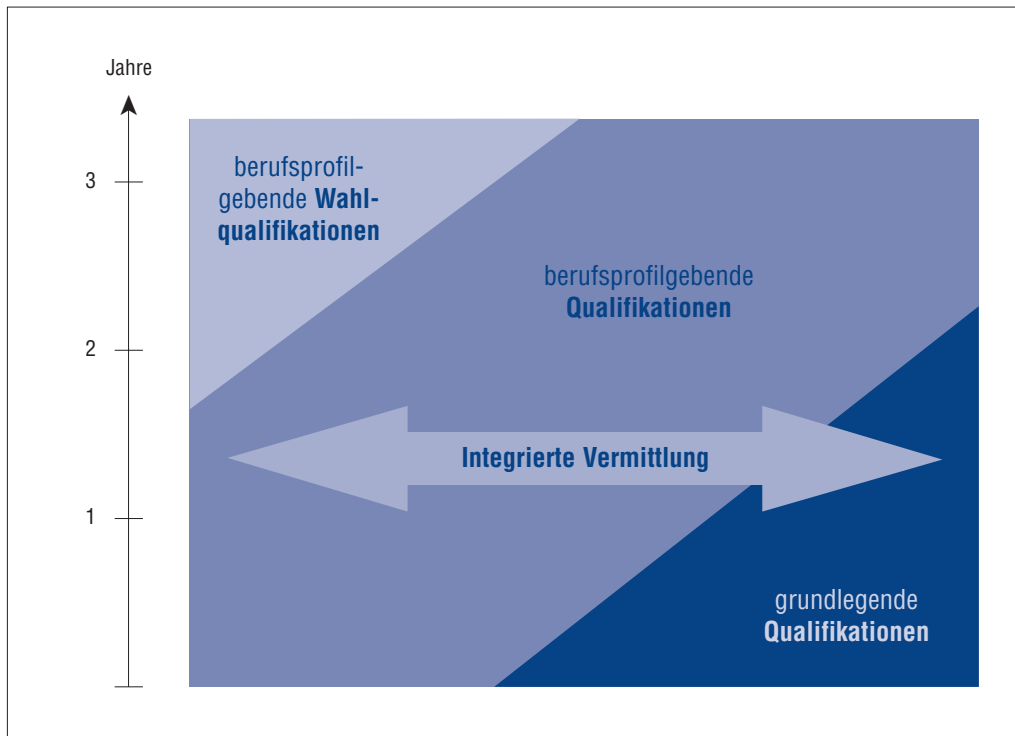 Jahre
3
berufsprofil-
gebende Wahl-
qualifikationen
berufsprofilgebende
Qualifikationen
2
Integrierte Vermittlung
1
grundlegende
Qualifikationen